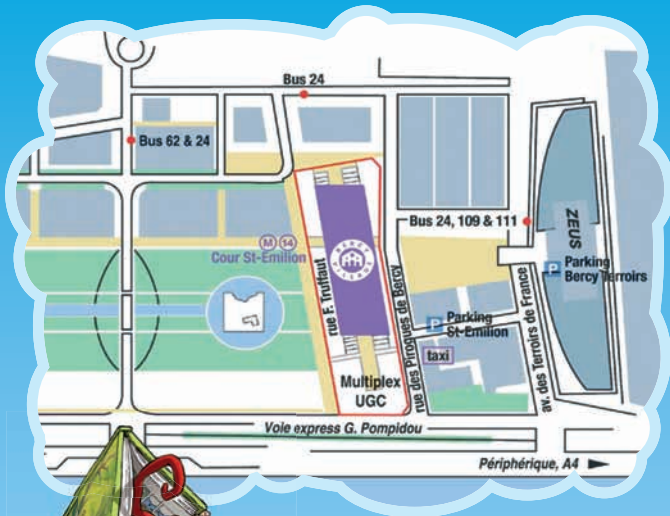 Bus 24
Bus 62 & 24
Bus 24, 109 & 111
M 14
Cour St-Emilion
BERCY VILLAGE
rue F. Truffaut
rue des Pirogues de Bercy
ZEUS
P Parking
Bercy Terroirs
P Parking
St-Emilion
taxi
av. des Terroirs de France
Multiplex
UGC
Voie express G. Pompidou
Périphérique, A4